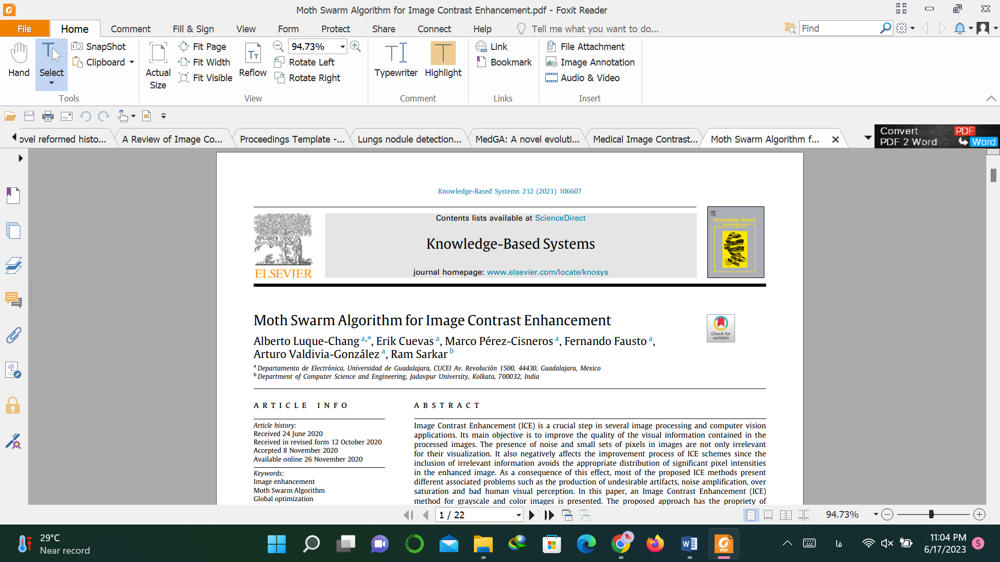 Moth Swarm Algorithm for Image Contrast Enhancement.pdf - Foxit Reader
File Home Comment Fill & Sign View Form Protect Share Connect Help Tell me what you want to do... Find
Hand
Select
SnapShot
Clipboard
Tools
Actual Size
Fit Page
Fit Width
Fit Visible
Reflow
94.73%
Rotate Left
Rotate Right
View
Typewriter
Highlight
Comment
Link
Bookmark
Links
File Attachment
Image Annotation
Audio & Video
Insert
ovel reformed histo... A Review of Image Co... Proceedings Template -... Lungs nodule detection... MedGA: A novel evoluti... Medical Image Contrast... Moth Swarm Algorithm f...
Convert PDF
PDF 2 Word Word
Knowledge-Based Systems 212 (2021) 106607
Contents lists available at ScienceDirect
Knowledge-Based Systems
journal homepage: www.elsevier.com/locate/knosys
ELSEVIER
Knowledge-Based
SYSTEMS
Moth Swarm Algorithm for Image Contrast Enhancement
Check for
updates
Alberto Luque-Chang a,*, Erik Cuevas a, Marco Pérez-Cisneros a, Fernando Fausto a,
Arturo Valdivia-González a, Ram Sarkar b
a Departamento de Electrónica, Universidad de Guadalajara, CUCEI Av. Revolución 1500, 44430, Guadalajara, Mexico
b Department of Computer Science and Engineering, Jadavpur University, Kolkata, 700032, India
ARTICLE INFO
Article history:
Received 24 June 2020
Received in revised form 12 October 2020
Accepted 8 November 2020
Available online 26 November 2020
Keywords:
Image enhancement
Moth Swarm Algorithm
Global optimization
ABSTRACT
Image Contrast Enhancement (ICE) is a crucial step in several image processing and computer vision
applications. Its main objective is to improve the quality of the visual information contained in the
processed images. The presence of noise and small sets of pixels in images are not only irrelevant
for their visualization. It also negatively affects the improvement process of ICE schemes since the
inclusion of irrelevant information avoids the appropriate distribution of significant pixel intensities
in the enhanced image. As a consequence of this effect, most of the proposed ICE methods present
different associated problems such as the production of undesirable artifacts, noise amplification, over
saturation and bad human visual perception. In this paper, an Image Contrast Enhancement (ICE)
method for grayscale and color images is presented. The proposed approach has the propriety of
1 / 22
94.73%
29°C
Near record
فا
11:04 PM
6/17/2023
5